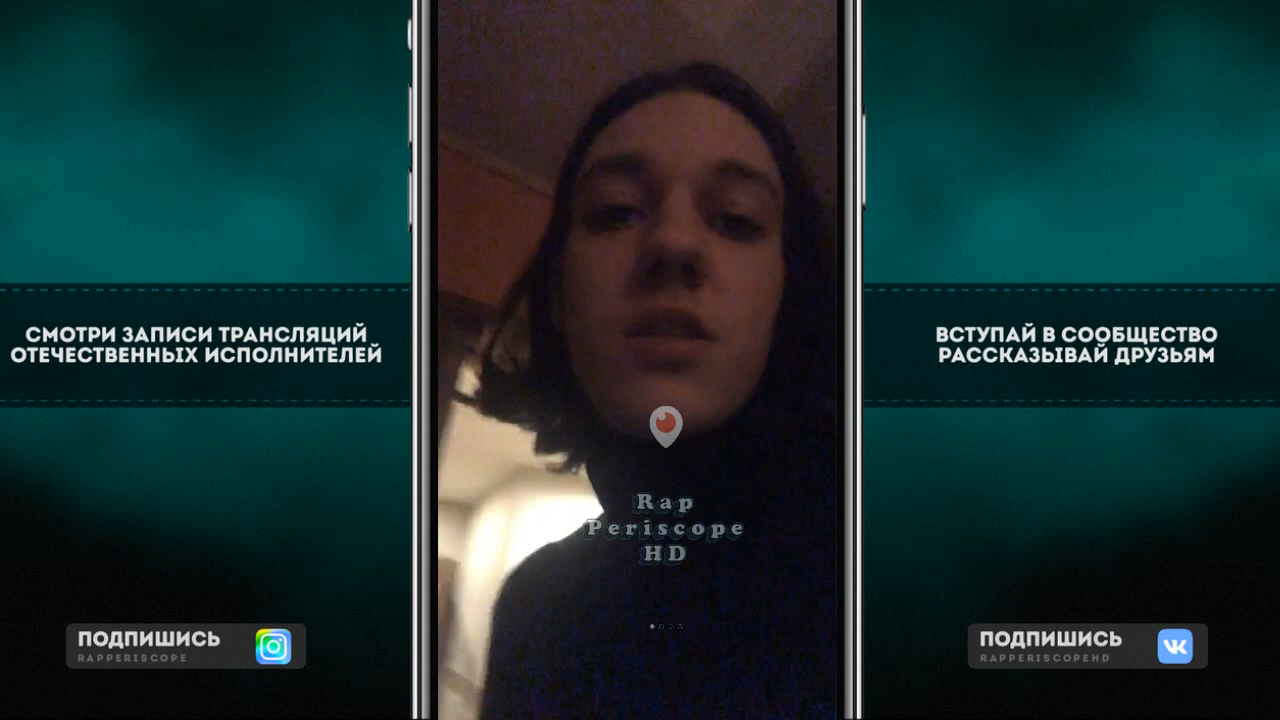 СМОТРИ ЗАПИСИ ТРАНСЛЯЦИЙ
ОТЕЧЕСТВЕННЫХ ИСПОЛНИТЕЛЕЙ
ВСТУПАЙ В СООБЩЕСТВО
РАССКАЗЫВАЙ ДРУЗЬЯМ
Rap
Periscope
HD
ПОДПИШИСЬ
RAPPERISCOPE
ПОДПИШИСЬ
RAPPERISCOPEHD